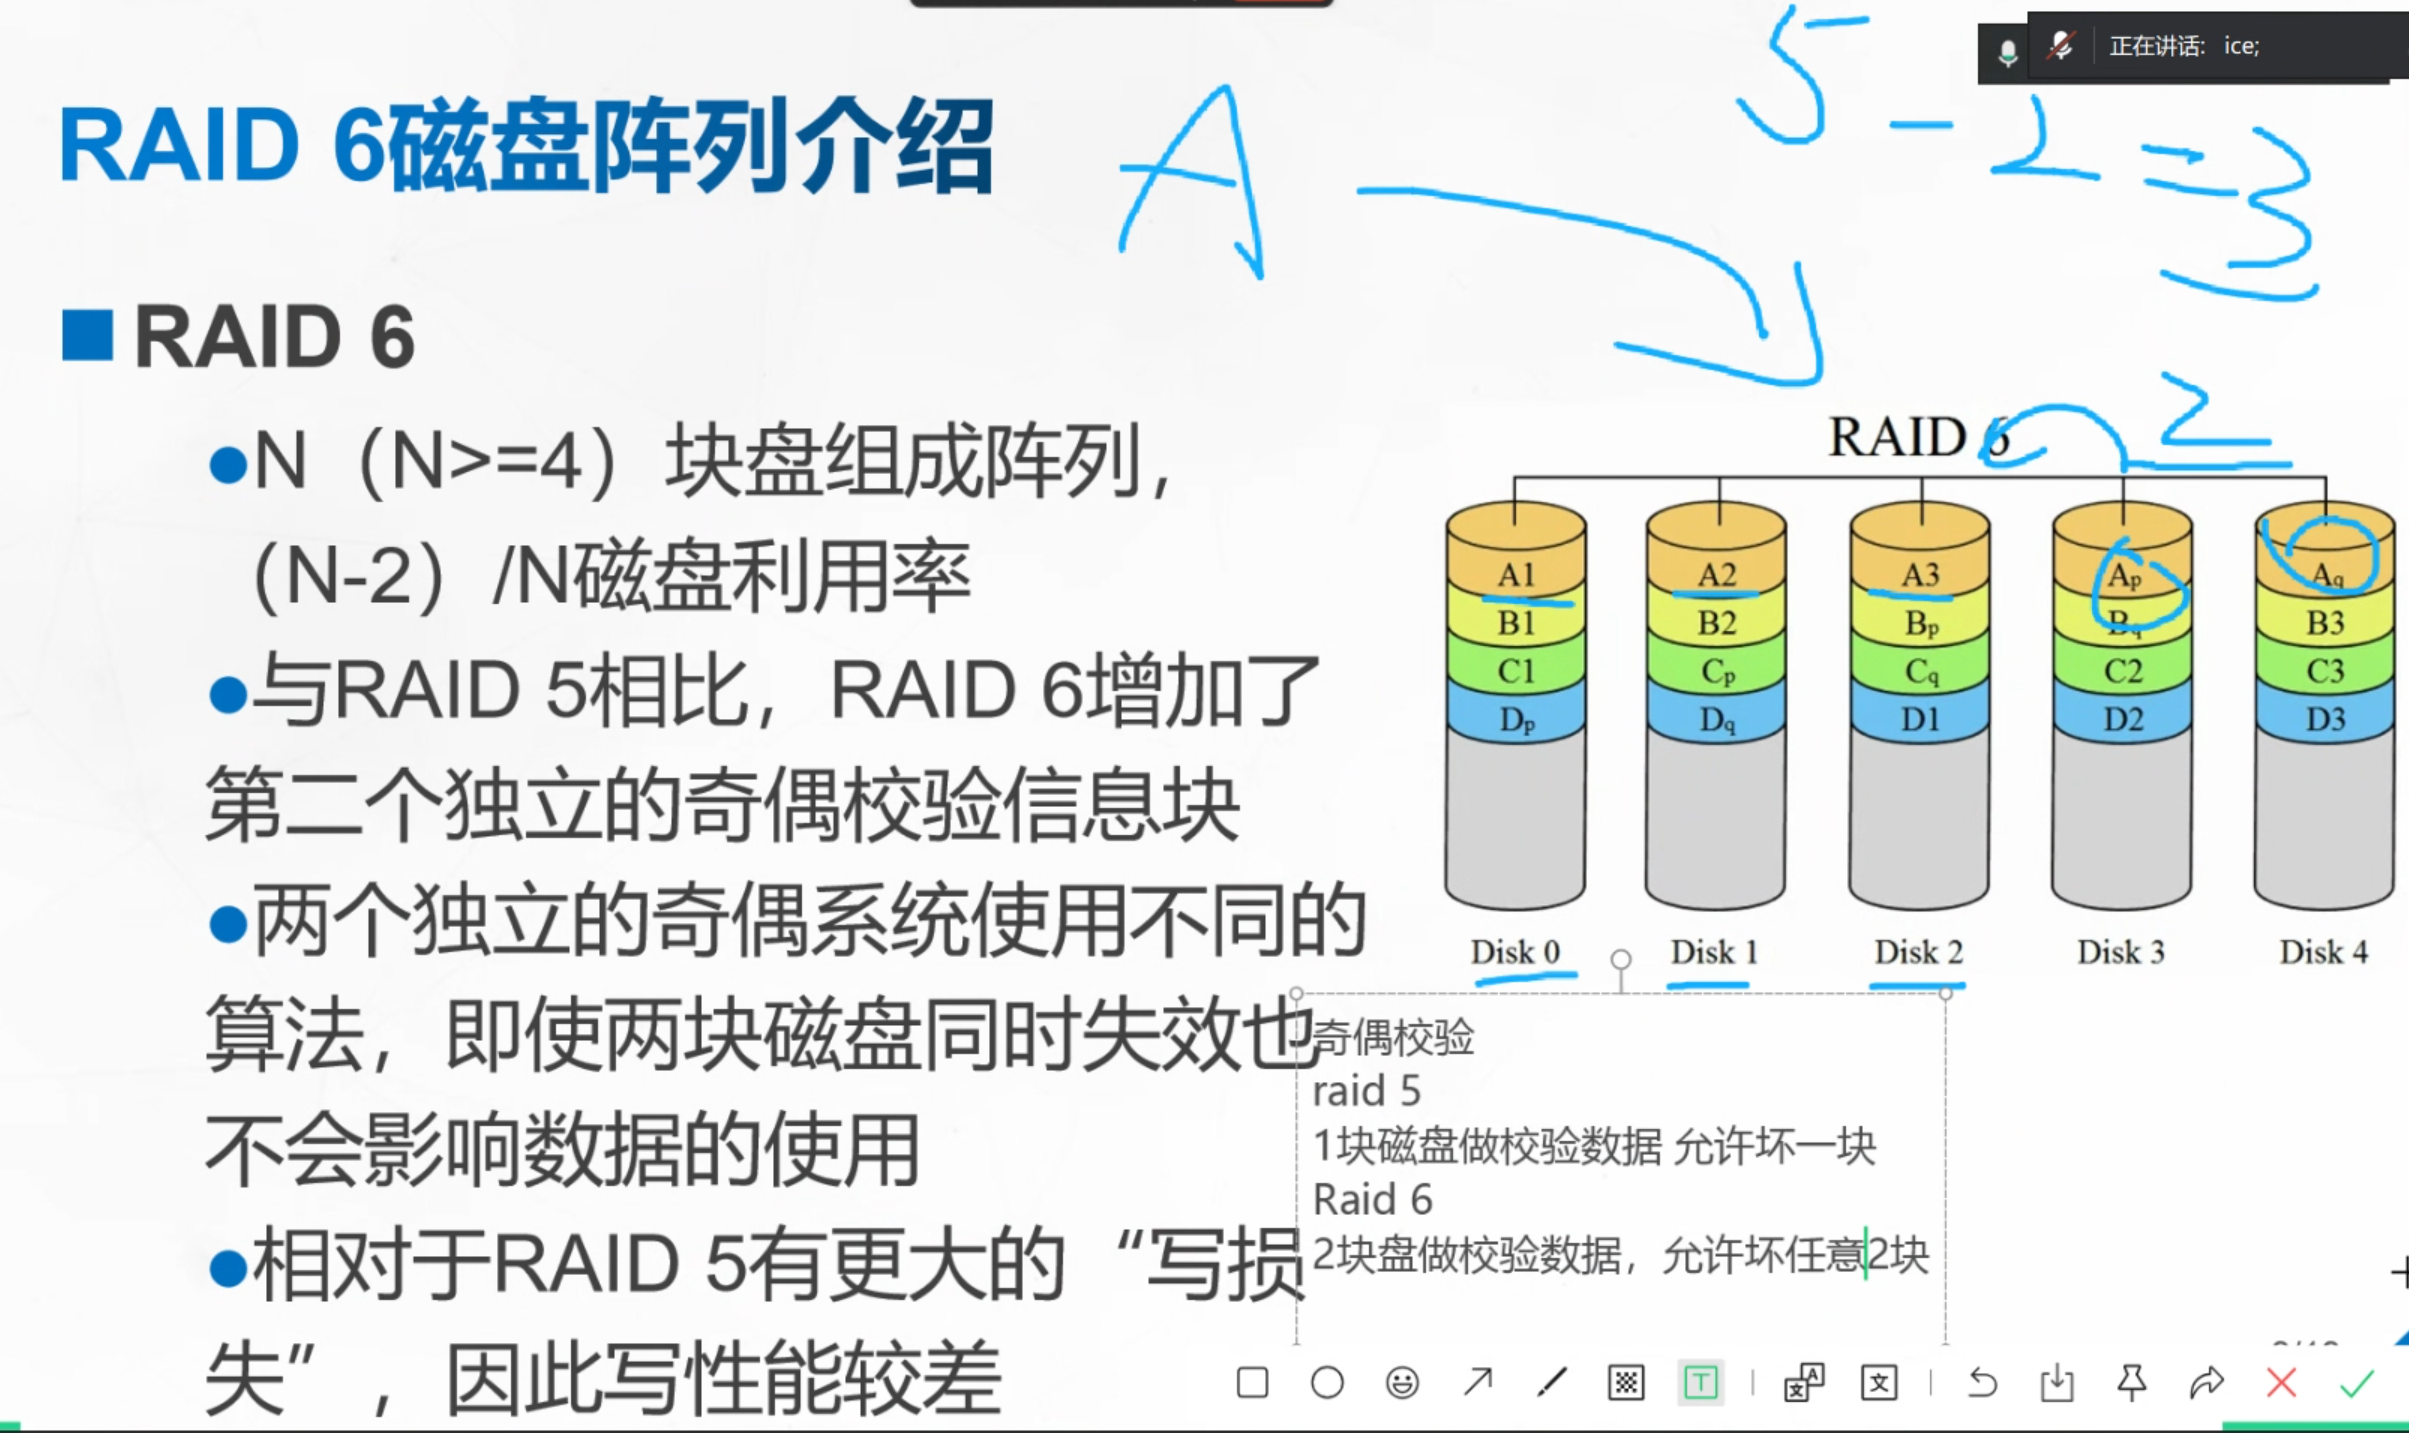 正在讲话: ice;
5 - 2 = 3
RAID 6磁盘阵列介绍
A
RAID 6
N（N>=4）块盘组成阵列，
（N-2）/N磁盘利用率
与RAID 5相比，RAID 6增加了
第二个独立的奇偶校验信息块
两个独立的奇偶系统使用不同的
算法，即使两块磁盘同时失效也
不会影响数据的使用
相对于RAID 5有更大的“写损
失”，因此写性能较差
2
RAID 6
A1 A2 A3 Ap Aq
B1 B2 Bp Bq B3
C1 Cp Cq C2 C3
Dp Dq D1 D2 D3
Disk 0 Disk 1 Disk 2 Disk 3 Disk 4
奇偶校验
raid 5
1块磁盘做校验数据 允许坏一块
Raid 6
2块盘做校验数据，允许坏任意2块